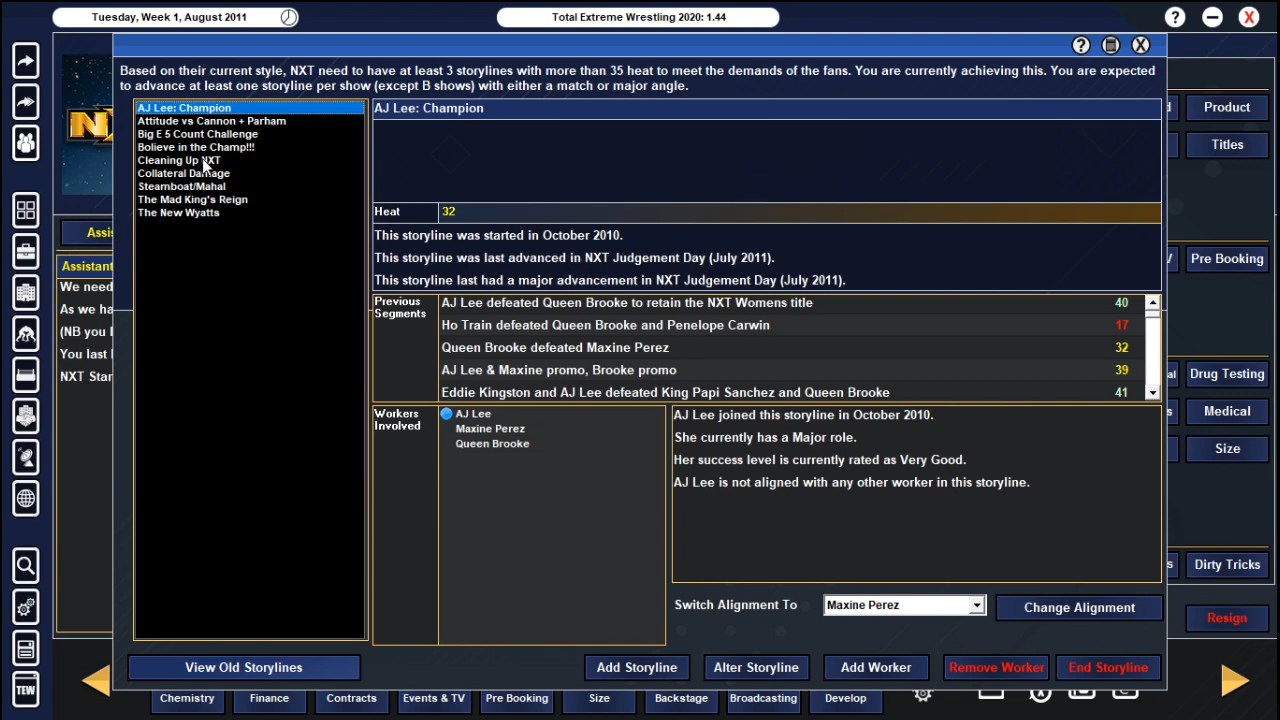 Tuesday, Week 1, August 2011
Total Extreme Wrestling 2020: 1.44
?
X
?
X
Based on their current style, NXT need to have at least 3 storylines with more than 35 heat to meet the demands of the fans. You are currently achieving this. You are expected
to advance at least one storyline per show (except B shows) with either a match or major angle.
AJ Lee: Champion
Attitude vs Cannon + Parham
Big E 5 Count Challenge
Bolieve in the Champ!!!
Cleaning Up NXT
Collateral Damage
Steamboat/Mahal
The Mad King's Reign
The New Wyatts
AJ Lee: Champion
Heat
32
This storyline was started in October 2010.
This storyline was last advanced in NXT Judgement Day (July 2011).
This storyline last had a major advancement in NXT Judgement Day (July 2011).
Previous
Segments
AJ Lee defeated Queen Brooke to retain the NXT Womens title 40
Ho Train defeated Queen Brooke and Penelope Carwin 17
Queen Brooke defeated Maxine Perez 32
AJ Lee & Maxine promo, Brooke promo 39
Eddie Kingston and AJ Lee defeated King Papi Sanchez and Queen Brooke 41
Workers
Involved
AJ Lee
Maxine Perez
Queen Brooke
AJ Lee joined this storyline in October 2010.
She currently has a Major role.
Her success level is currently rated as Very Good.
AJ Lee is not aligned with any other worker in this storyline.
Switch Alignment To
Maxine Perez
Change Alignment
View Old Storylines
Add Storyline
Alter Storyline
Add Worker
Remove Worker
End Storyline
Assi
Assistant
We need
As we ha
(NB you
You last
NXT Star
Product
Titles
Pre Booking
Drug Testing
Workout
Medical
Size
Dirty Tricks
Resign
Chemistry
Finance
Contracts
Events & TV
Pre Booking
Size
Backstage
Broadcasting
Develop
TEW